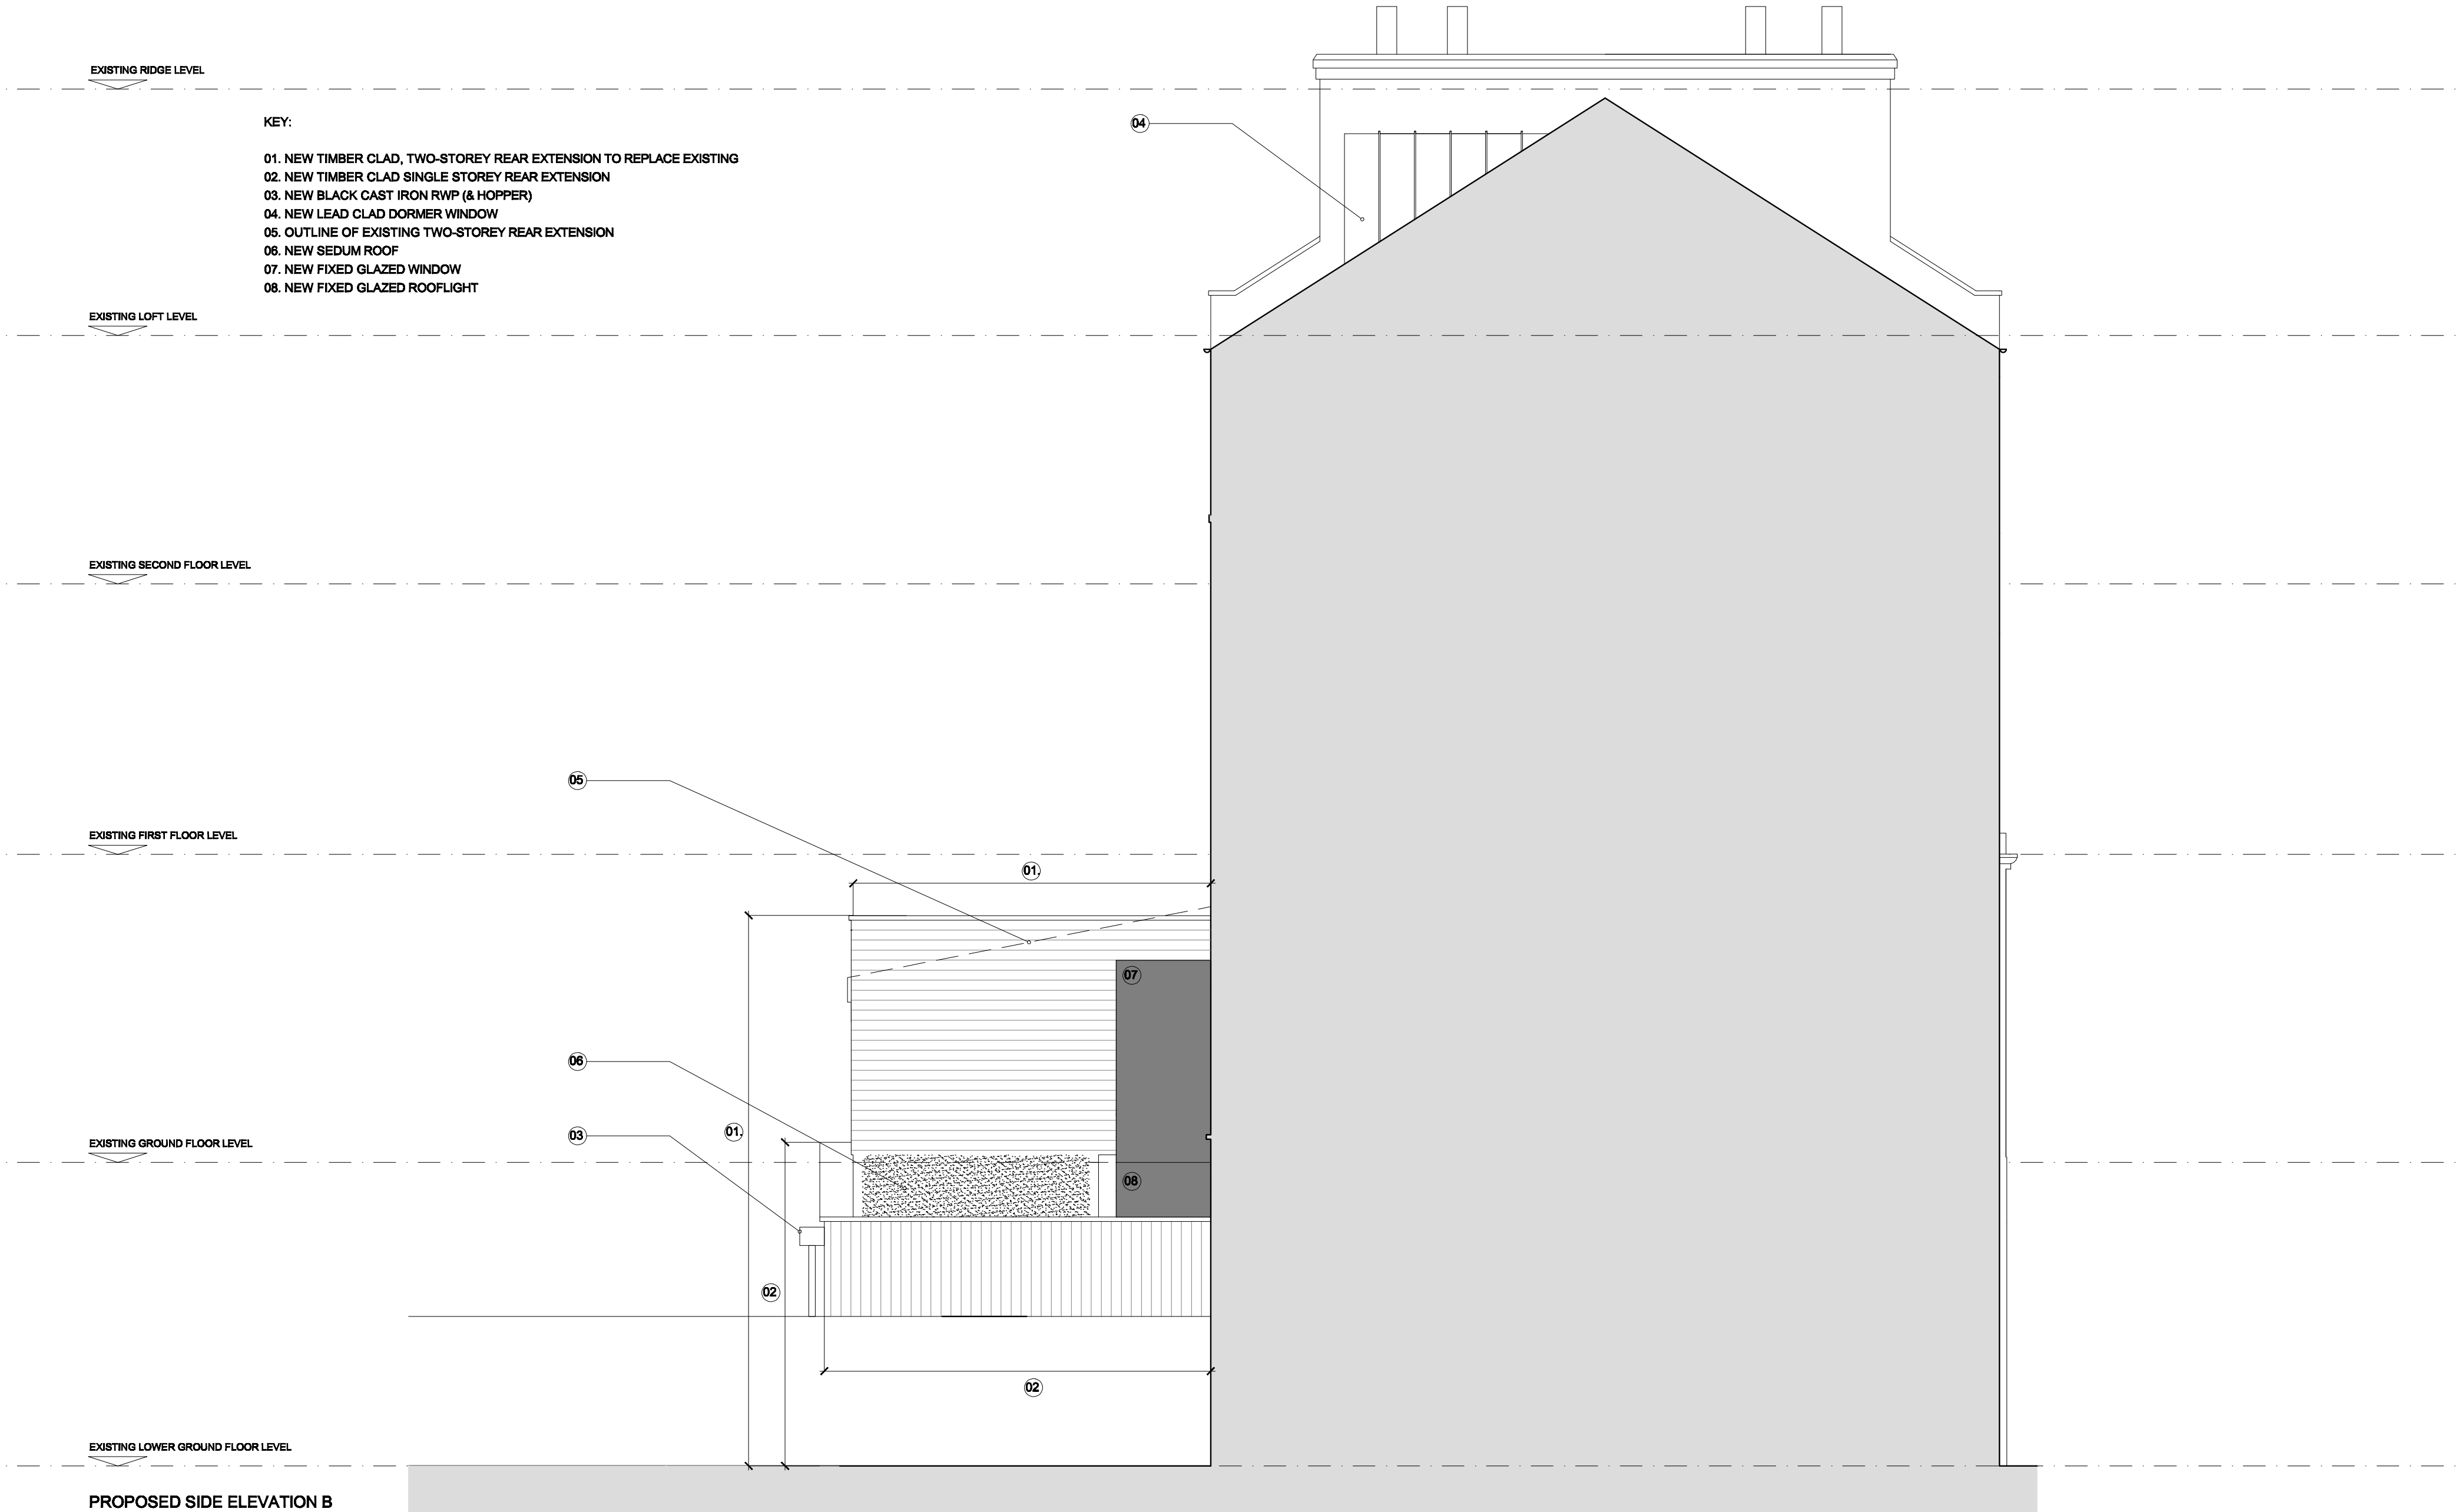 EXISTING RIDGE LEVEL
KEY:
04
01. NEW TIMBER CLAD, TWO-STOREY REAR EXTENSION TO REPLACE EXISTING
02. NEW TIMBER CLAD SINGLE STOREY REAR EXTENSION
03. NEW BLACK CAST IRON RWP (& HOPPER)
04. NEW LEAD CLAD DORMER WINDOW
05. OUTLINE OF EXISTING TWO-STOREY REAR EXTENSION
06. NEW SEDUM ROOF
07. NEW FIXED GLAZED WINDOW
08. NEW FIXED GLAZED ROOFLIGHT
EXISTING LOFT LEVEL
EXISTING SECOND FLOOR LEVEL
05
EXISTING FIRST FLOOR LEVEL
01.
07
06
01.
03
EXISTING GROUND FLOOR LEVEL
08
02
02
EXISTING LOWER GROUND FLOOR LEVEL
PROPOSED SIDE ELEVATION B